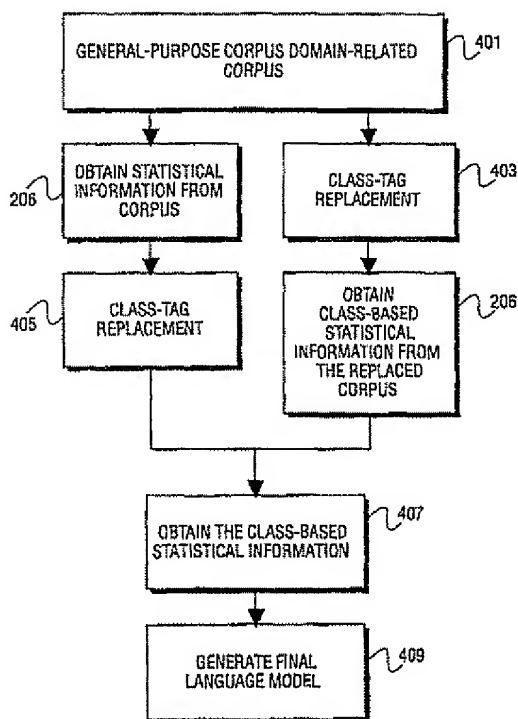 GENERAL-PURPOSE CORPUS DOMAIN-RELATED
CORPUS
401
OBTAIN STATISTICAL
INFORMATION FROM
CORPUS
206
CLASS-TAG
REPLACEMENT
403
CLASS-TAG
REPLACEMENT
405
OBTAIN
CLASS-BASED
STATISTICAL
INFORMATION FROM
THE REPLACED
CORPUS
206
OBTAIN THE CLASS-BASED
STATISTICAL INFORMATION
407
GENERATE FINAL
LANGUAGE MODEL
409